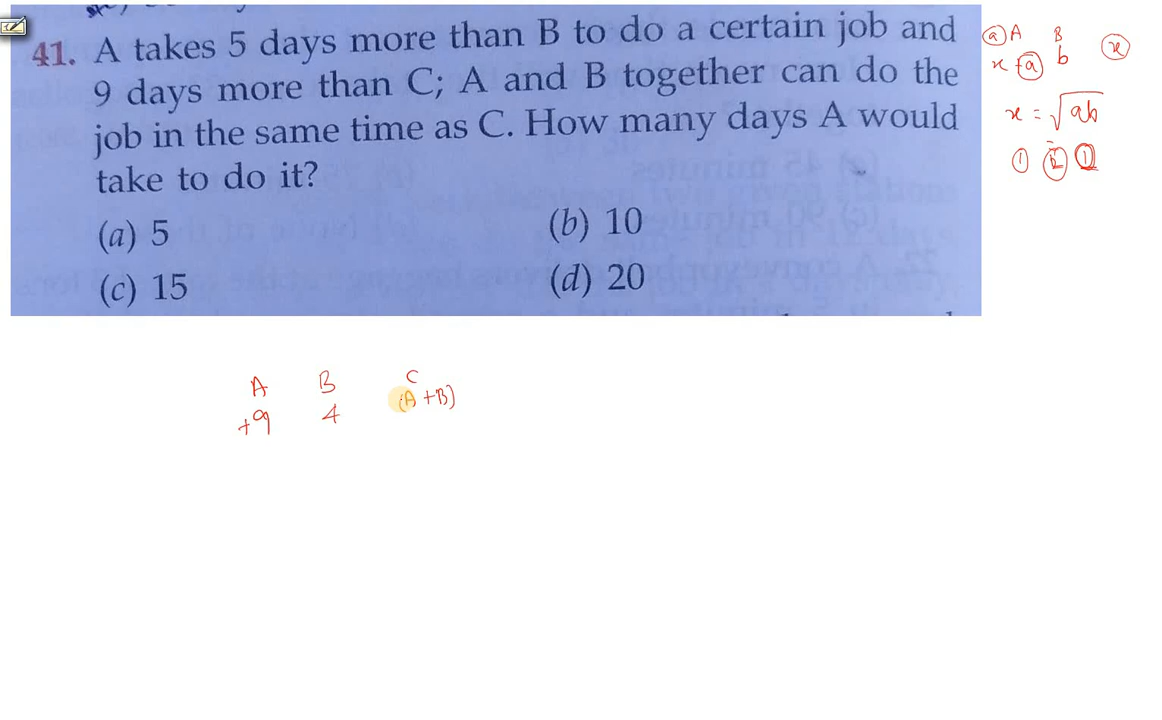 41. A takes 5 days more than B to do a certain job and
9 days more than C; A and B together can do the
job in the same time as C. How many days A would
take to do it?
(a) 5 (b) 10
(c) 15 (d) 20
(a) A B
x + a b x
x = √ab
A B C
+9 4 (A + B)